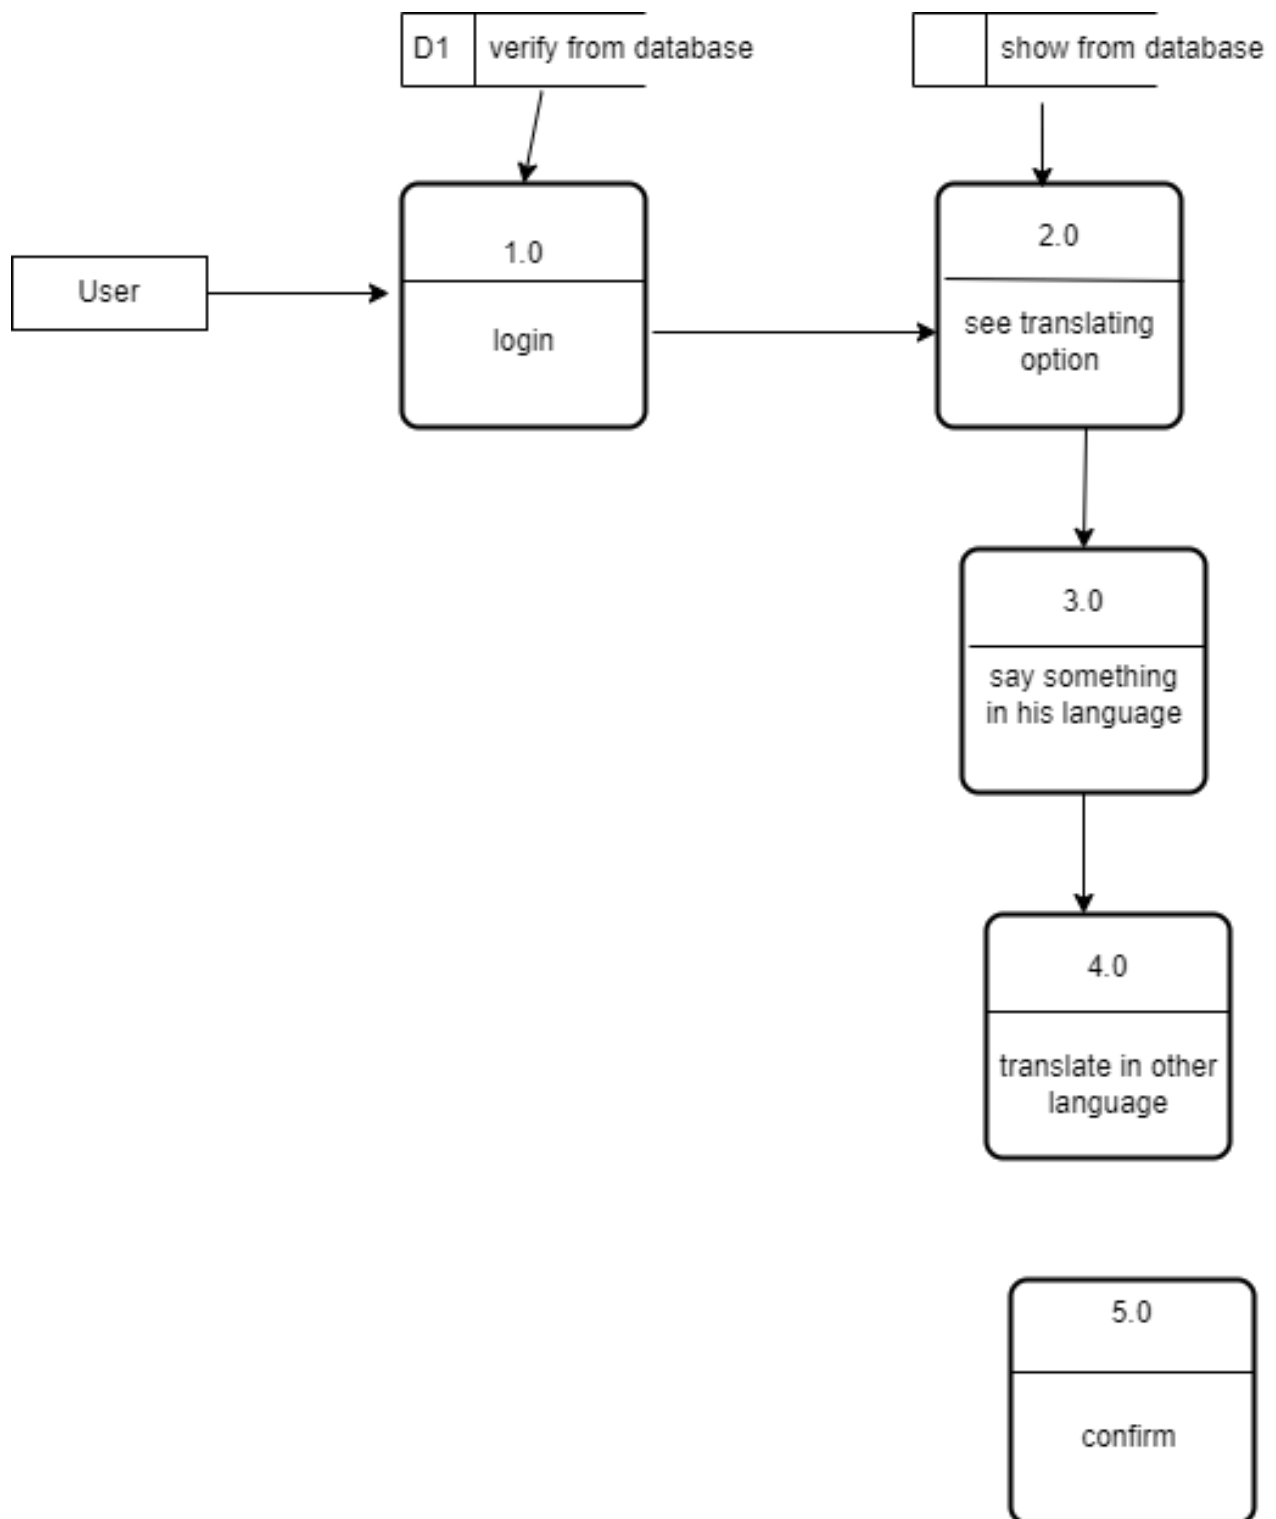 D1
verify from database
show from database
User
1.0
login
2.0
see translating
option
3.0
say something
in his language
4.0
translate in other
language
5.0
confirm